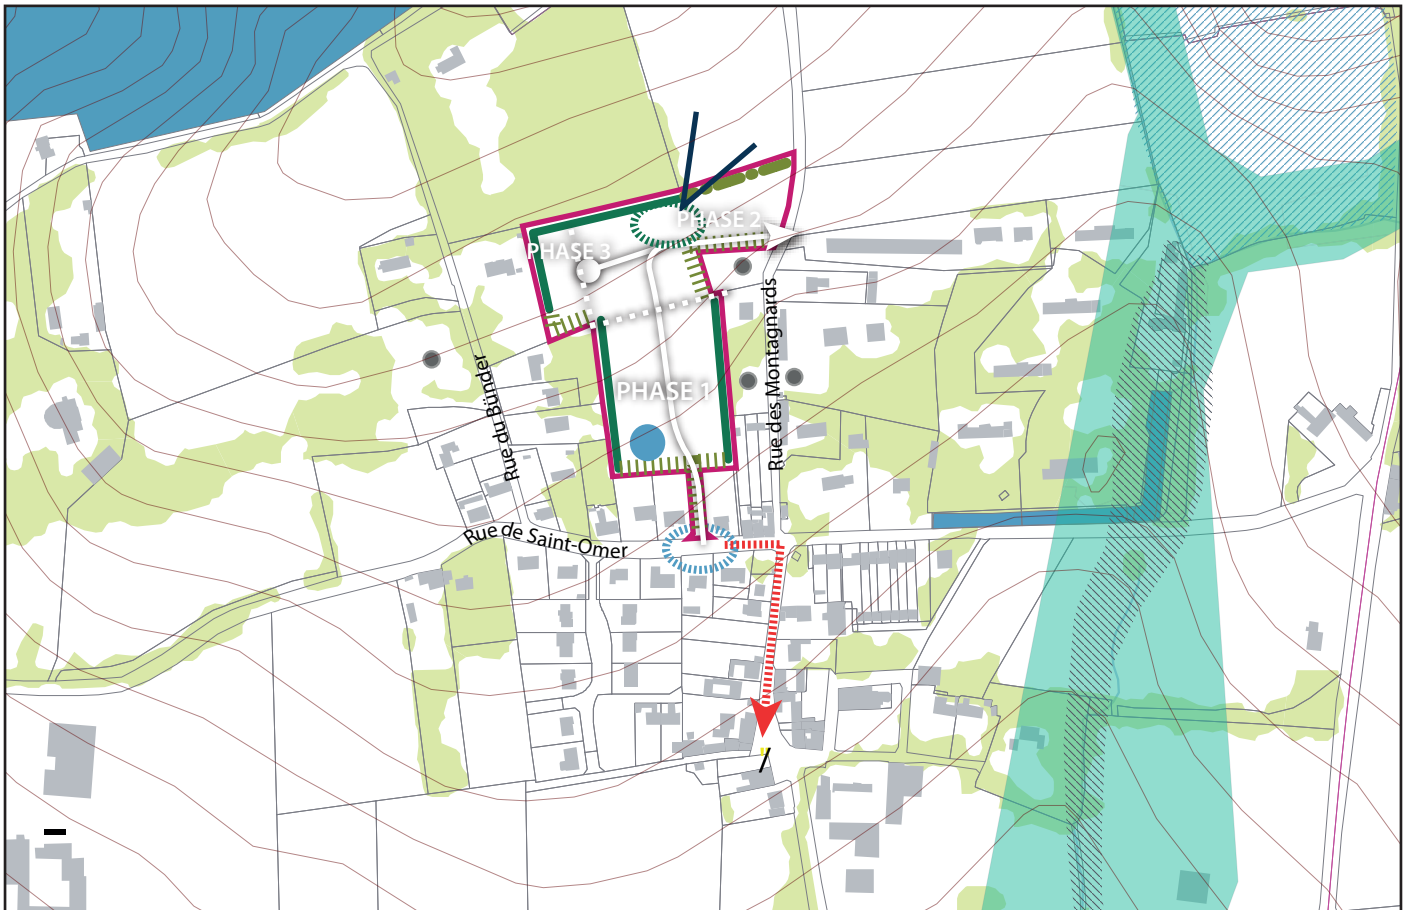 PHASE 2
PHASE 3
Rue des Montagnards
Rue du Bünder
PHASE 1
Rue de Saint-Omer